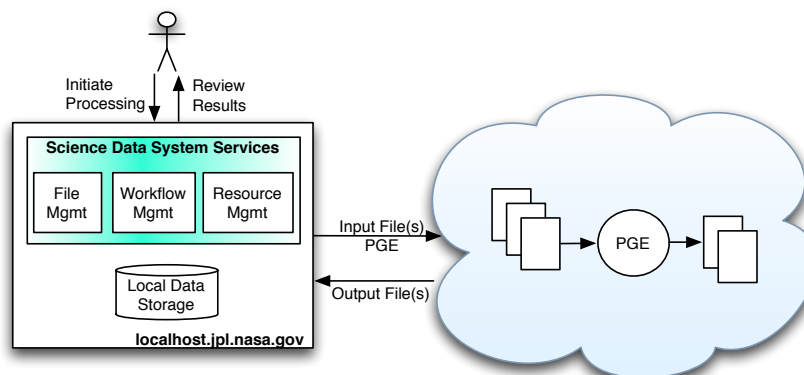 Initiate
Processing
Review
Results
Science Data System Services
File
Mgmt
Workflow
Mgmt
Resource
Mgmt
Local Data
Storage
localhost.jpl.nasa.gov
Input File(s)
PGE
Output File(s)
PGE